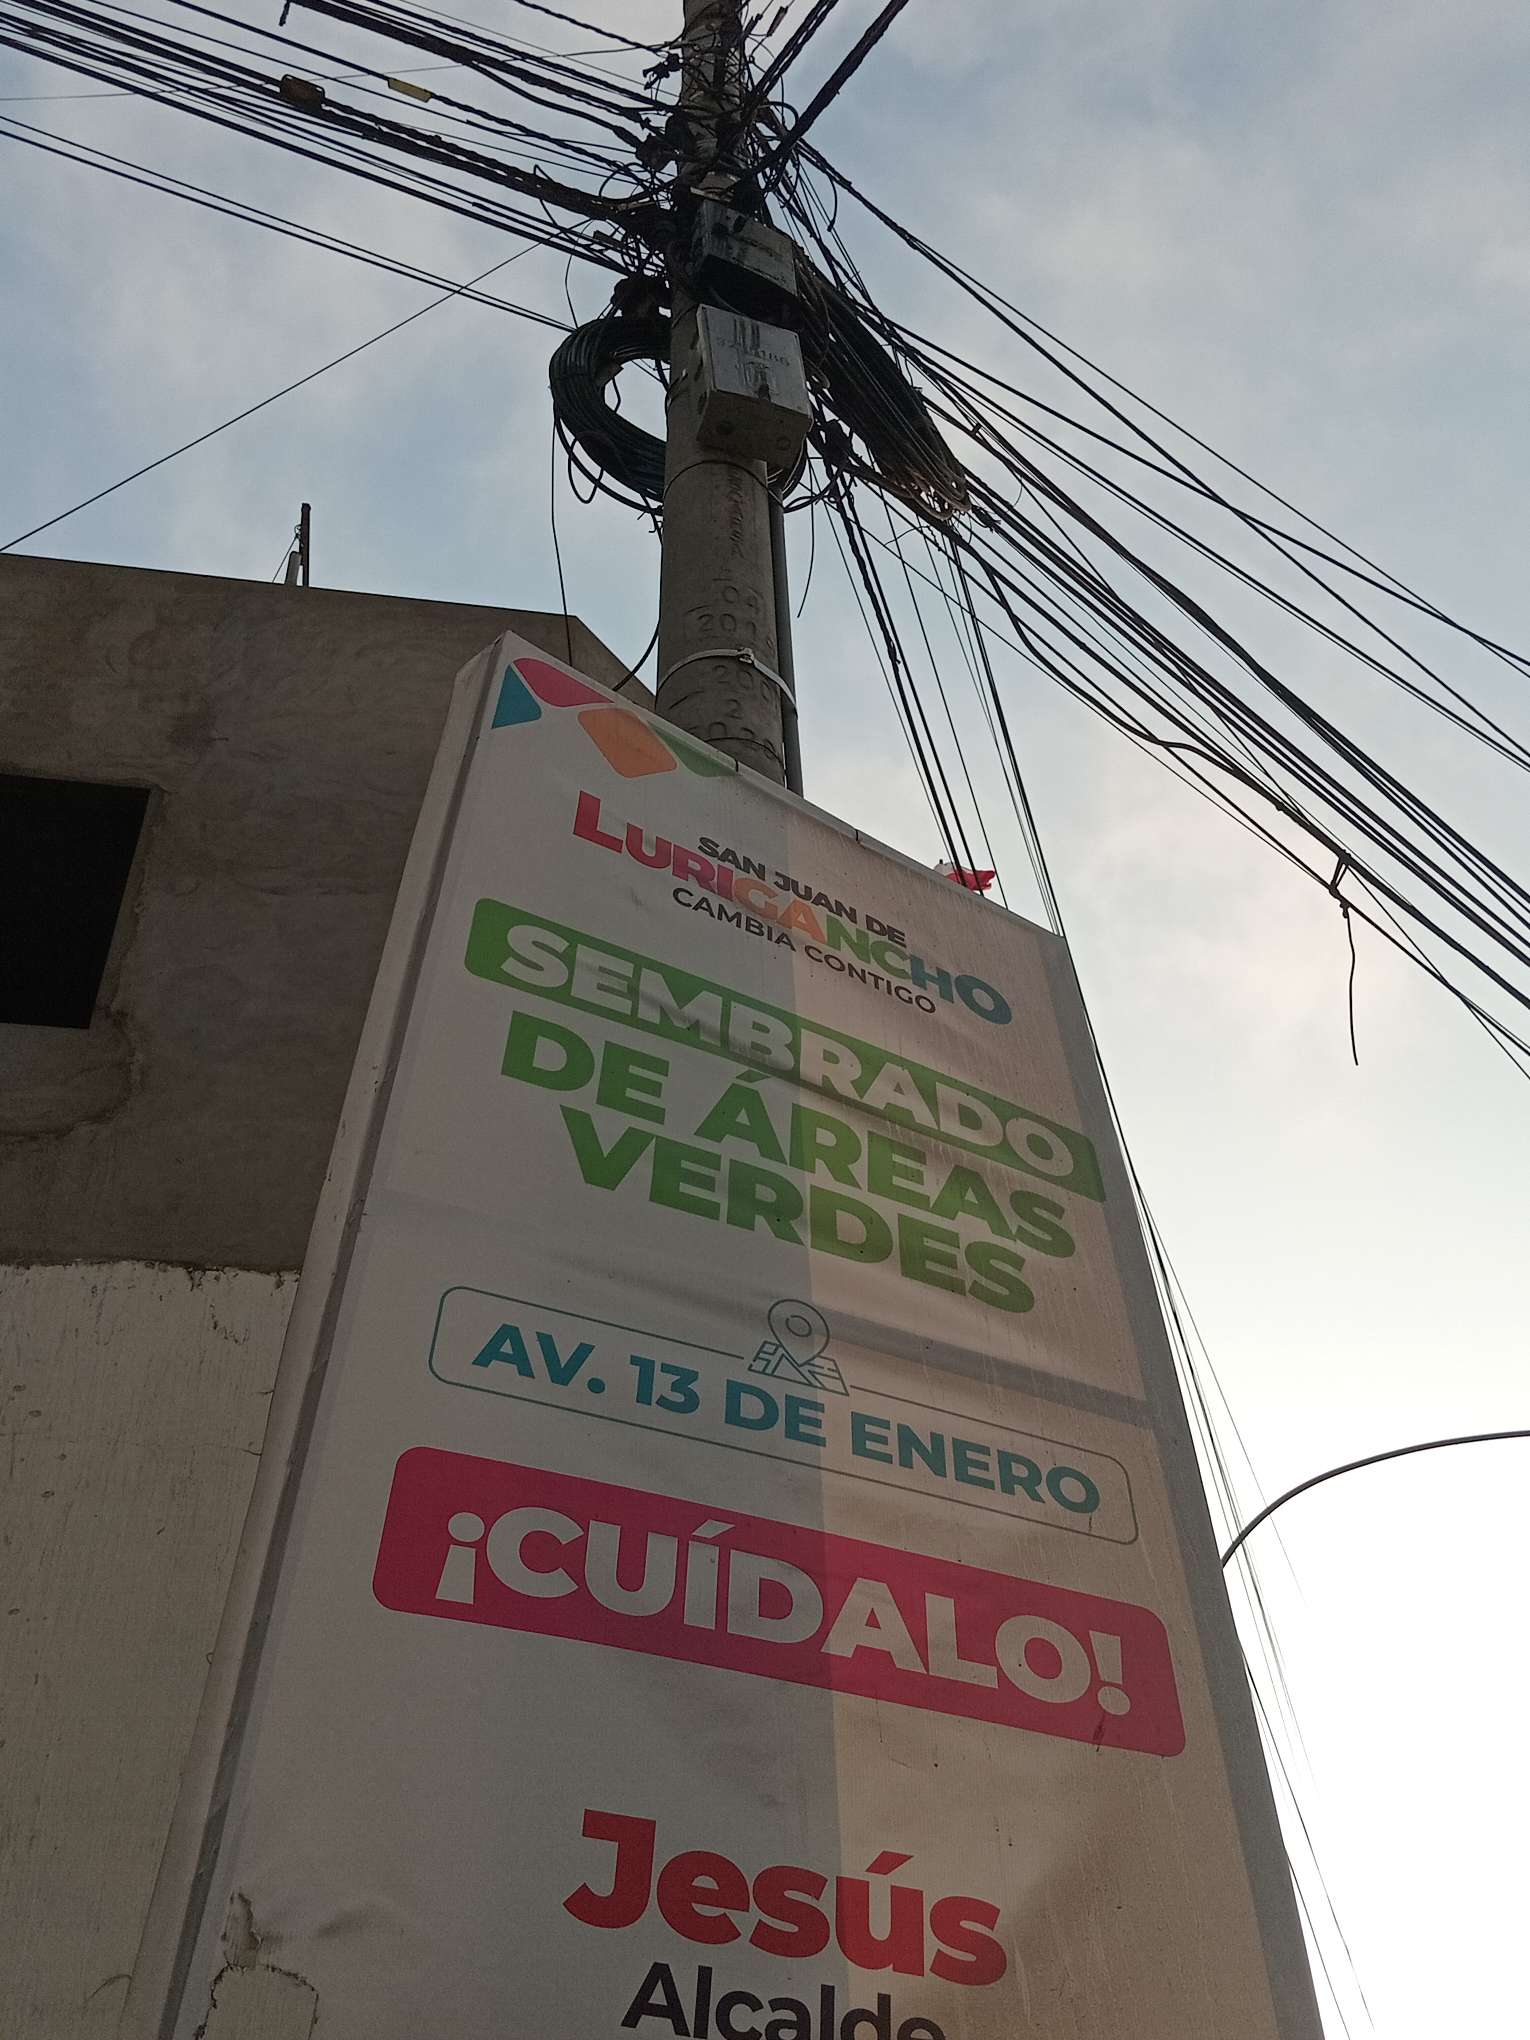 SAN JUAN DE
LURIGANCHO
CAMBIA CONTIGO
SEMBRADO
DE ÁREAS
VERDES
AV. 13 DE ENERO
¡CUÍDALO!
Jesús
Alcalde